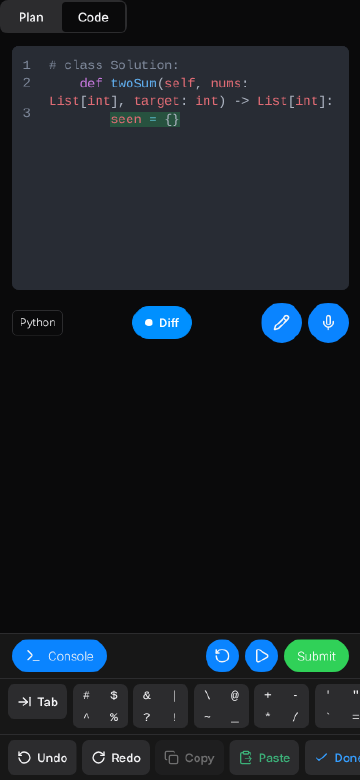 Plan Code
1 # class Solution:
2 def twoSum(self, nums:
List[int], target: int) -> List[int]:
3 seen = {}
Python Diff
Console Submit
Tab # $ & | \ @ + - ' "
^ % ? ! ~ _ * / ` =
Undo Redo Copy Paste Done